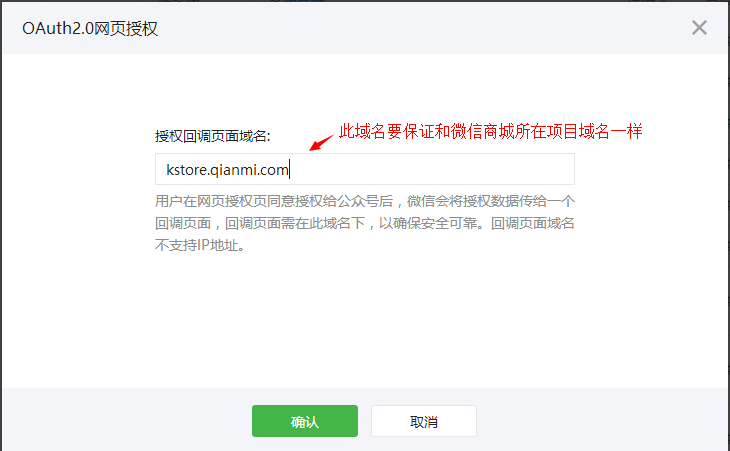 OAuth2.0网页授权
授权回调页面域名:
此域名要保证和微信商城所在项目域名一样
kstore.qianmi.com
用户在网页授权页同意授权给公众号后，微信会将授权数据传给一个
回调页面，回调页面需在此域名下，以确保安全可靠。回调页面域名
不支持IP地址。
确认
取消